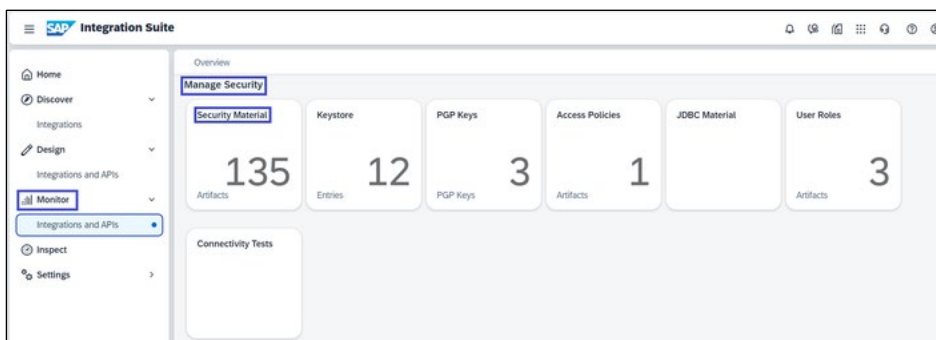 SAP Integration Suite
Home
Discover
Integrations
Design
Integrations and APIs
Monitor
Integrations and APIs
Inspect
Settings
Overview
Manage Security
Security Material
135
Artifacts
Keystore
12
Entries
PGP Keys
3
PGP Keys
Access Policies
1
Artifacts
JDBC Material
User Roles
3
Artifacts
Connectivity Tests